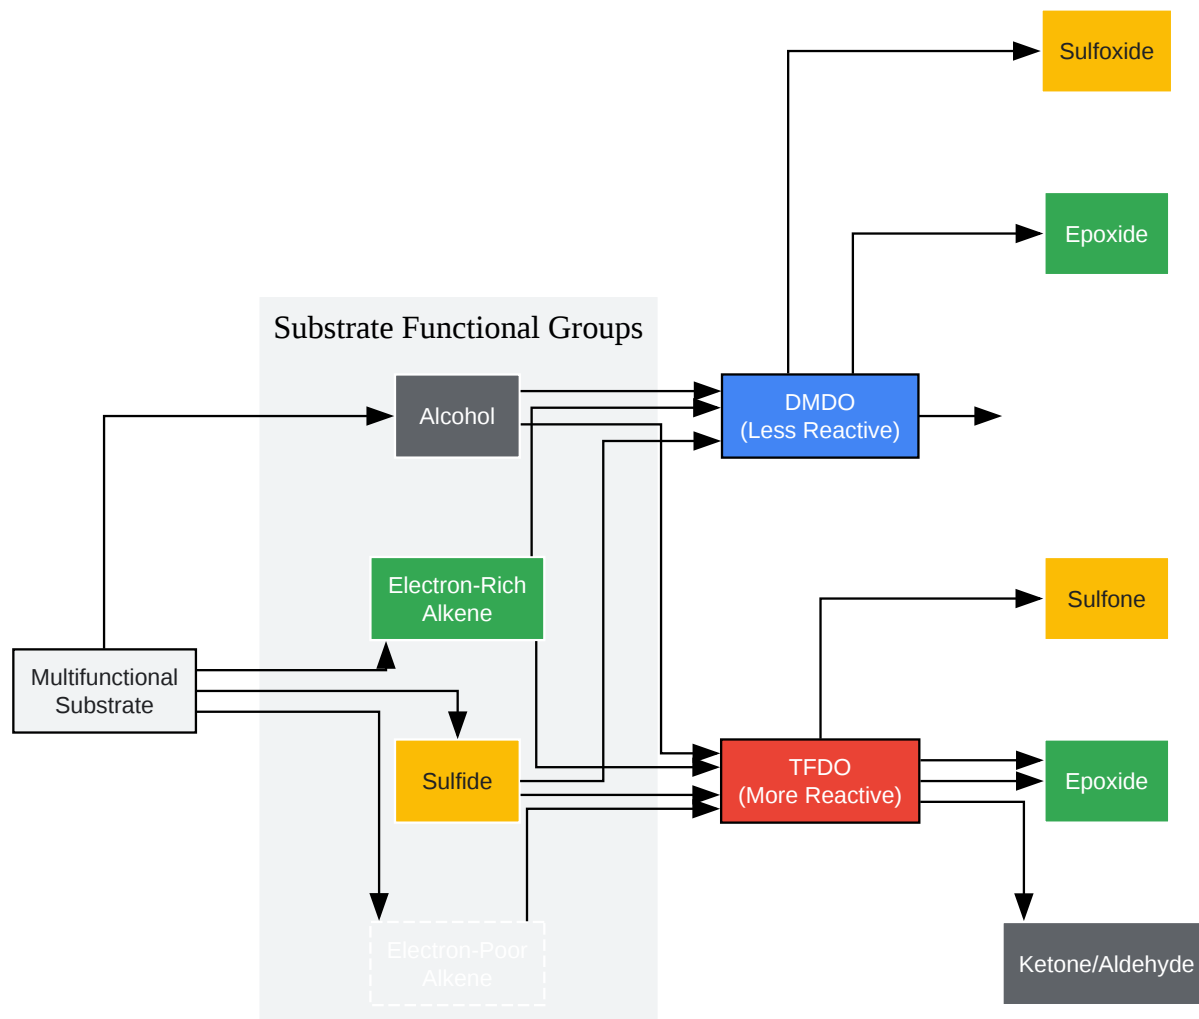 Sulfoxide
Epoxide
Substrate Functional Groups
Alcohol
DMDO
(Less Reactive)
Electron-Rich
Alkene
Sulfone
Multifunctional
Substrate
Sulfide
TFDO
(More Reactive)
Epoxide
Electron-Poor
Alkene
Ketone/Aldehyde